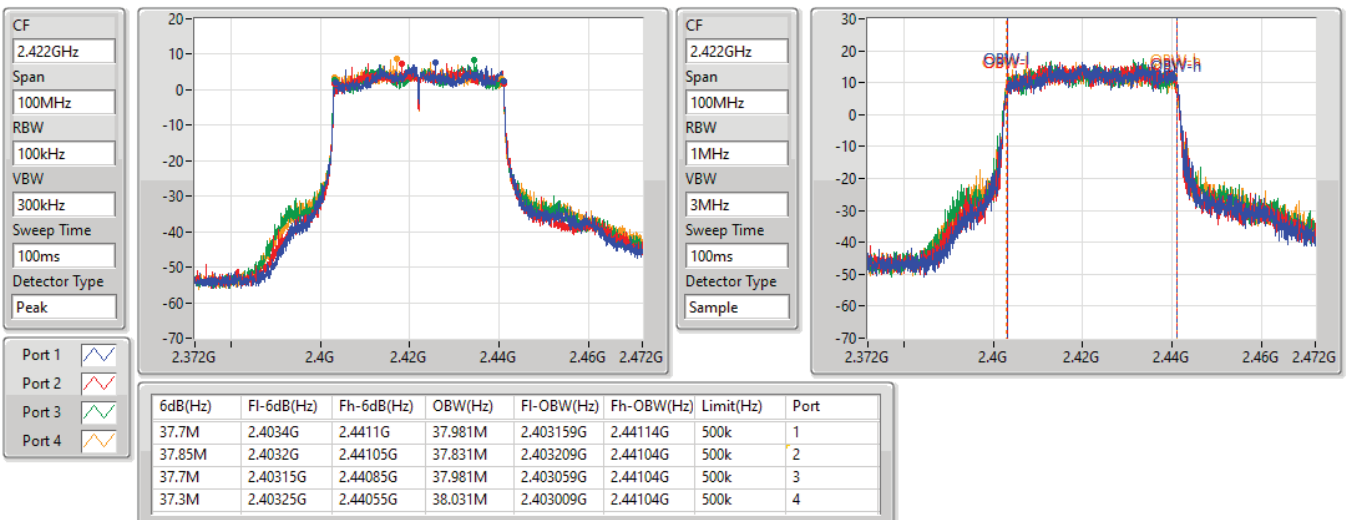 CF
2.422GHz
Span
100MHz
RBW
100kHz
VBW
300kHz
Sweep Time
100ms
Detector Type
Peak
20
10
0
-10
-20
-30
-40
-50
-60
-70
2.372G 2.4G 2.42G 2.44G 2.46G 2.472G
CF
2.422GHz
Span
100MHz
RBW
1MHz
VBW
3MHz
Sweep Time
100ms
Detector Type
Sample
30
20
10
0
-10
-20
-30
-40
-50
-60
-70
OBW-l OBW-h
2.372G 2.4G 2.42G 2.44G 2.46G 2.472G
Port 1
Port 2
Port 3
Port 4
6dB(Hz) Fl-6dB(Hz) Fh-6dB(Hz) OBW(Hz) Fl-OBW(Hz) Fh-OBW(Hz) Limit(Hz) Port
37.7M 2.4034G 2.4411G 37.981M 2.403159G 2.44114G 500k 1
37.85M 2.4032G 2.44105G 37.831M 2.403209G 2.44104G 500k 2
37.7M 2.40315G 2.44085G 37.981M 2.403059G 2.44104G 500k 3
37.3M 2.40325G 2.44055G 38.031M 2.403009G 2.44104G 500k 4